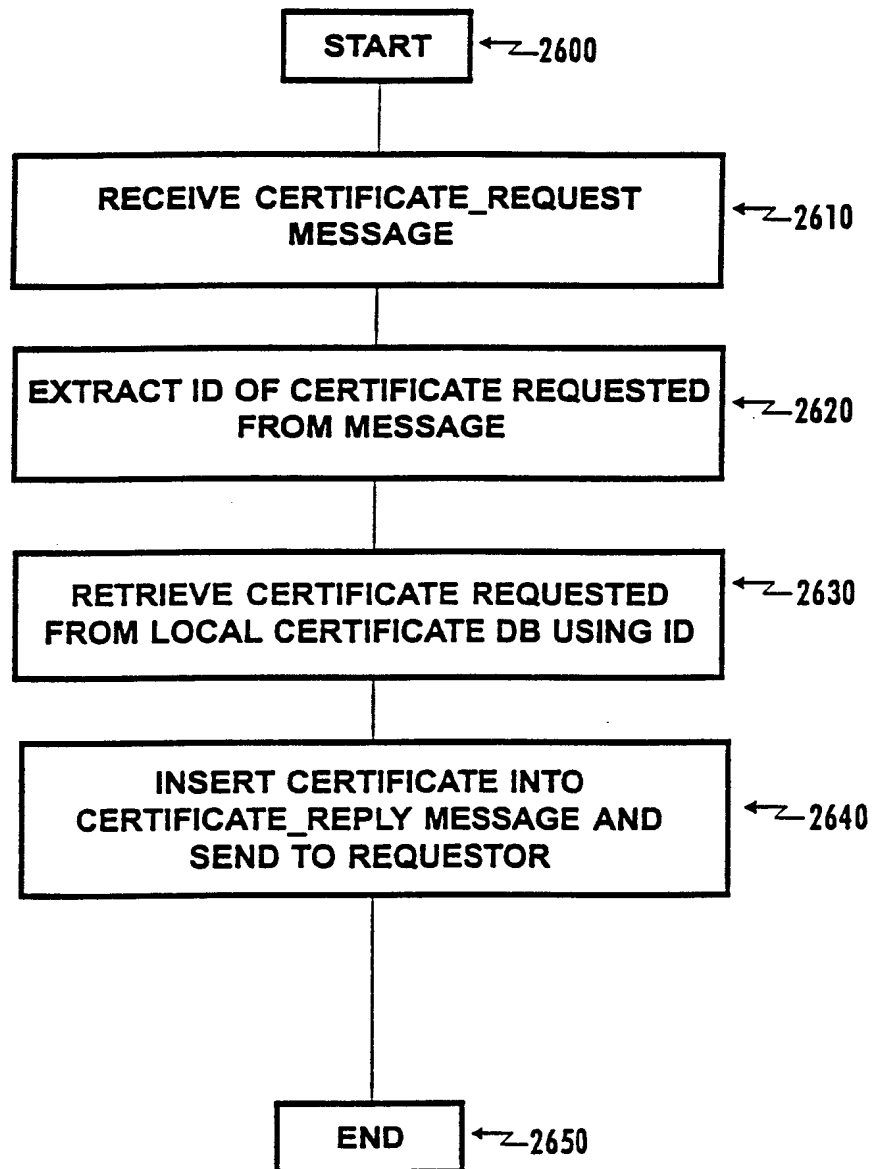 START
2600
RECEIVE CERTIFICATE_REQUEST
MESSAGE
2610
EXTRACT ID OF CERTIFICATE REQUESTED
FROM MESSAGE
2620
RETRIEVE CERTIFICATE REQUESTED
FROM LOCAL CERTIFICATE DB USING ID
2630
INSERT CERTIFICATE INTO
CERTIFICATE_REPLY MESSAGE AND
SEND TO REQUESTOR
2640
END
2650